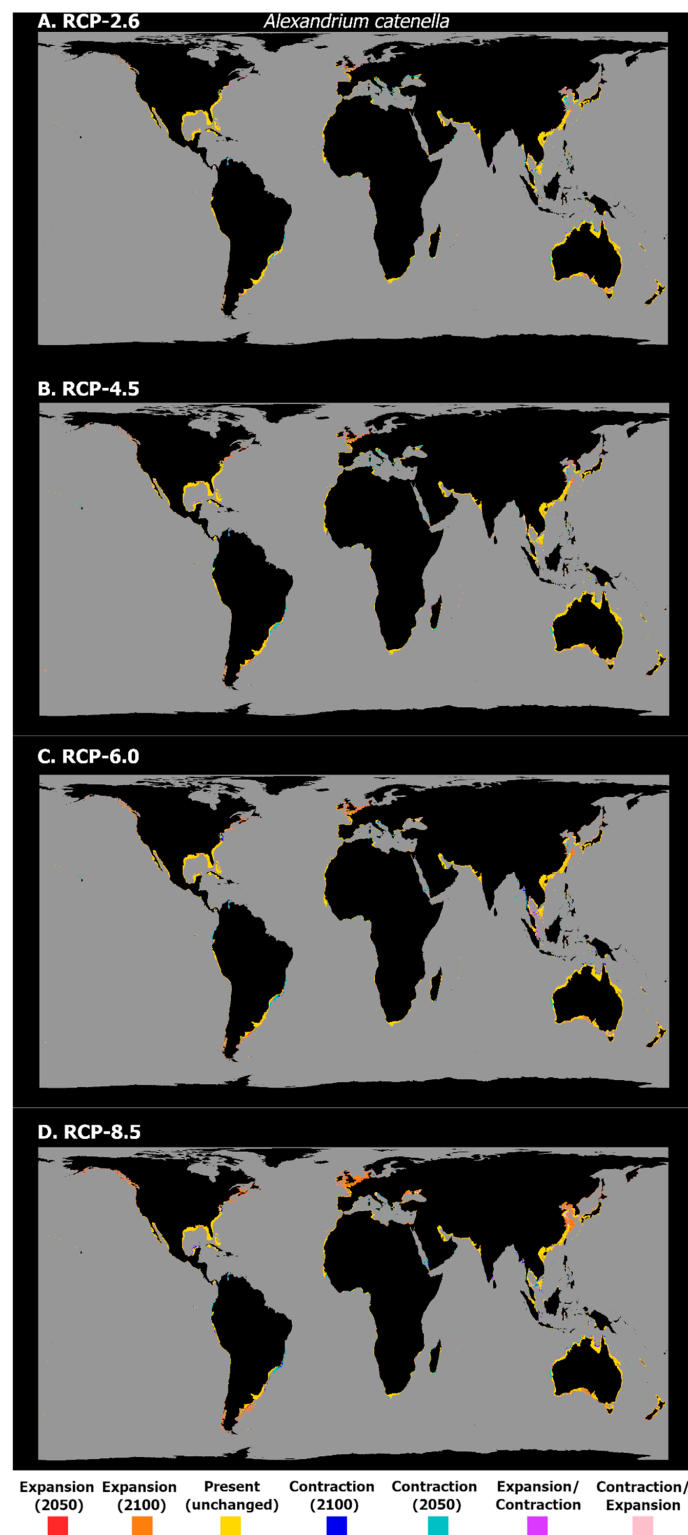 A. RCP-2.6
Alexandrium catenella
B. RCP-4.5
C. RCP-6.0
D. RCP-8.5
Expansion Expansion Present Contraction Contraction Expansion/ Contraction/
(2050) (2100) (unchanged) (2100) (2050) Contraction Expansion